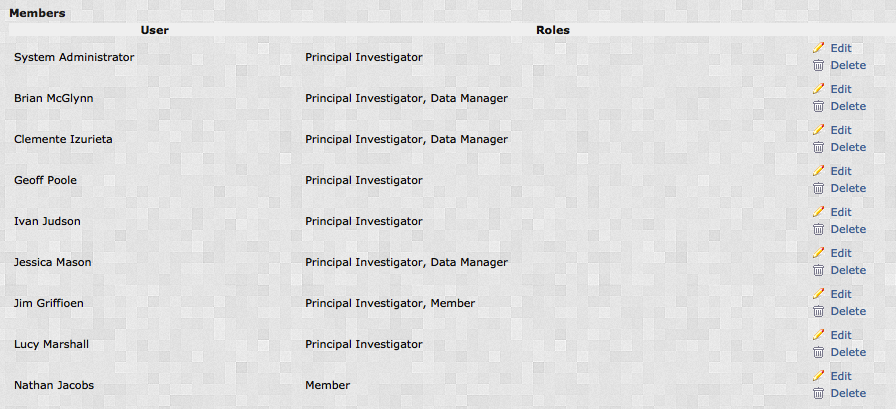 Members
User Roles
System Administrator Principal Investigator Edit
Delete
Brian McGlynn Principal Investigator, Data Manager Edit
Delete
Clemente Izurieta Principal Investigator, Data Manager Edit
Delete
Geoff Poole Principal Investigator Edit
Delete
Ivan Judson Principal Investigator Edit
Delete
Jessica Mason Principal Investigator, Data Manager Edit
Delete
Jim Griffioen Principal Investigator, Member Edit
Delete
Lucy Marshall Principal Investigator Edit
Delete
Nathan Jacobs Member Edit
Delete